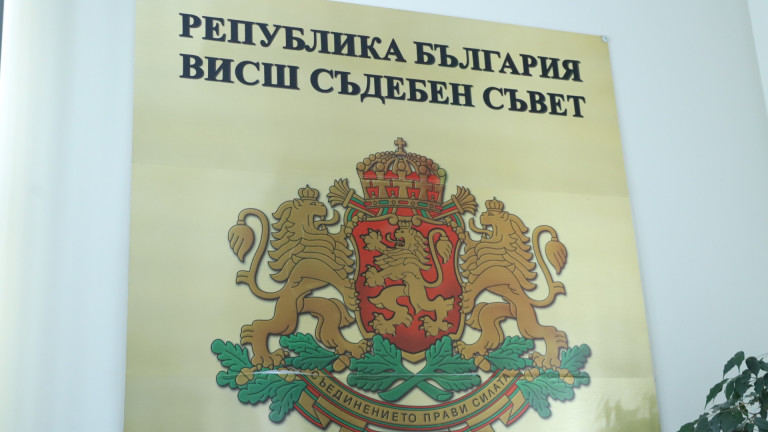 РЕПУБЛИКА БЪЛГАРИЯ
ВИСШ СЪДЕБЕН СЪВЕТ
СЪЕДИНЕНИЕТО ПРАВИ СИЛАТА